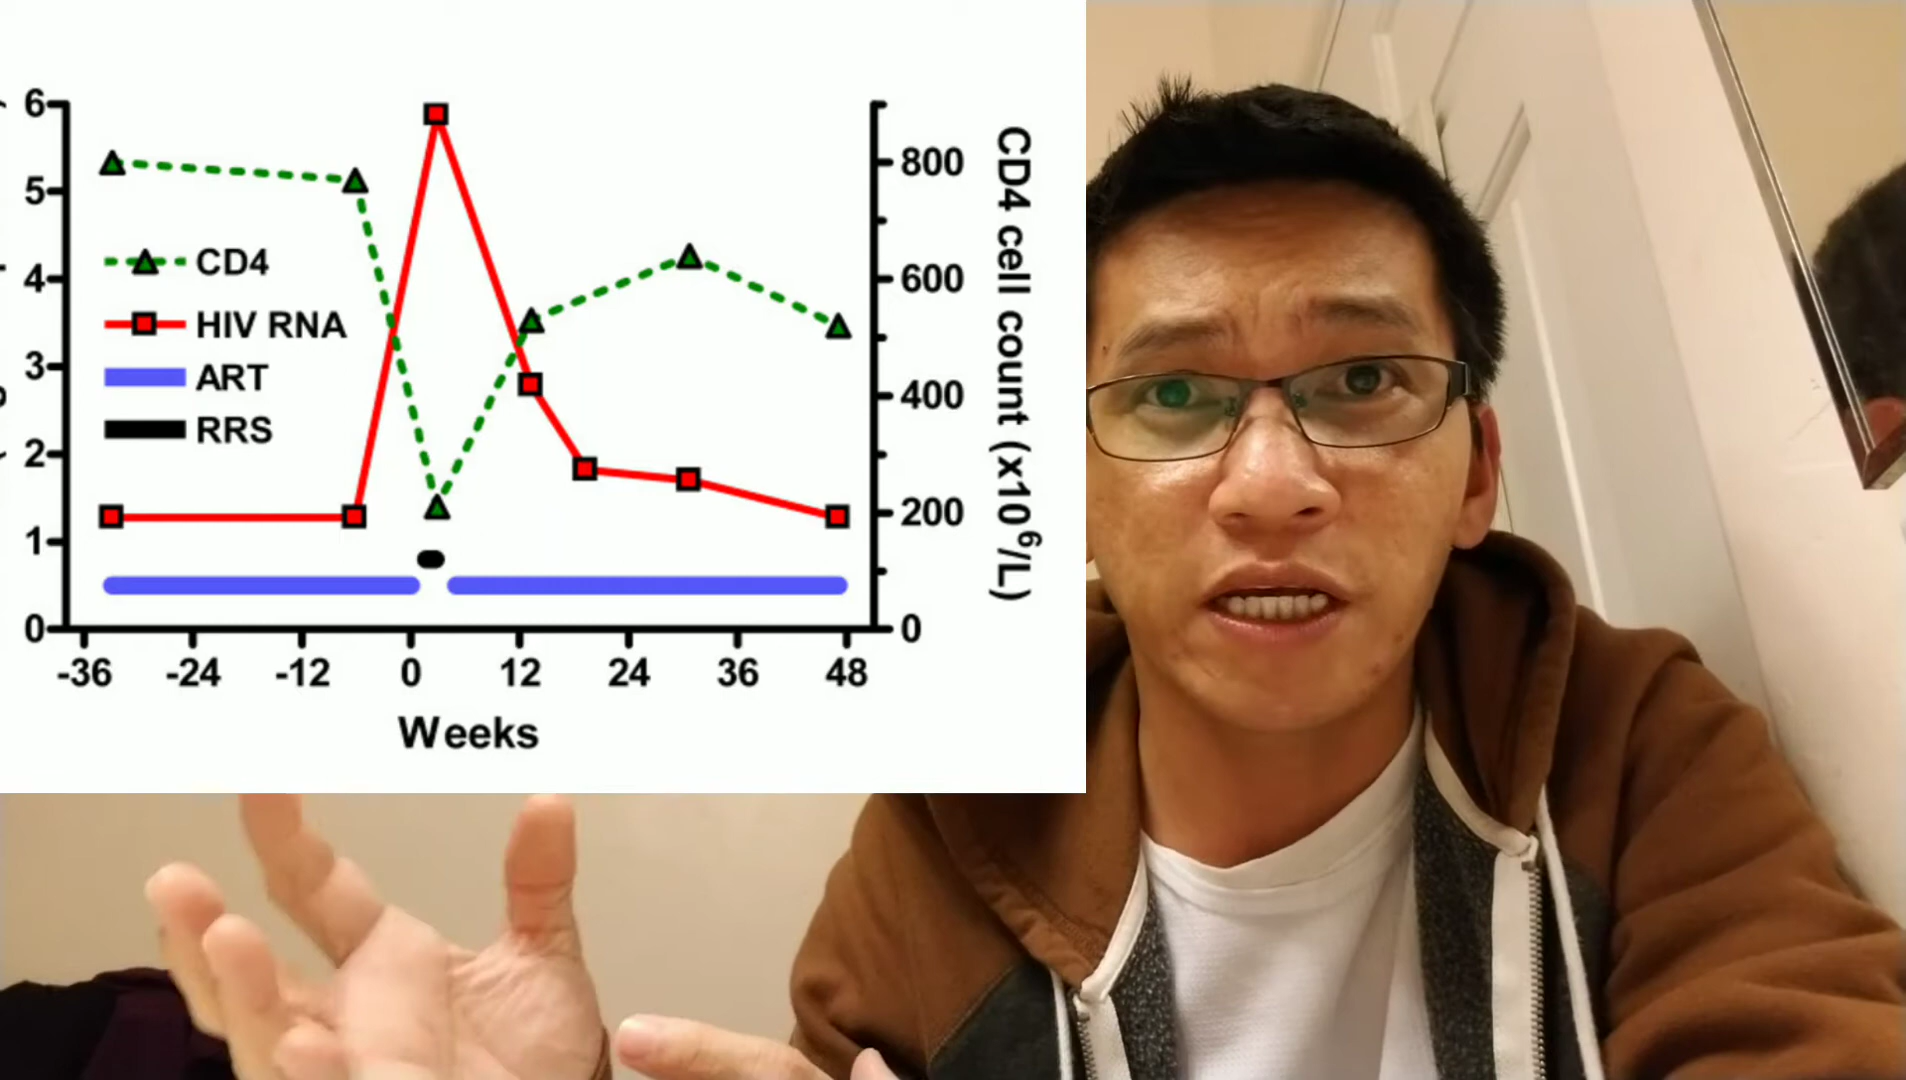 6
5
4
3
2
1
0
CD4
HIV RNA
ART
RRS
800
600
400
200
0
CD4 cell count (x10⁶/L)
-36 -24 -12 0 12 24 36 48
Weeks